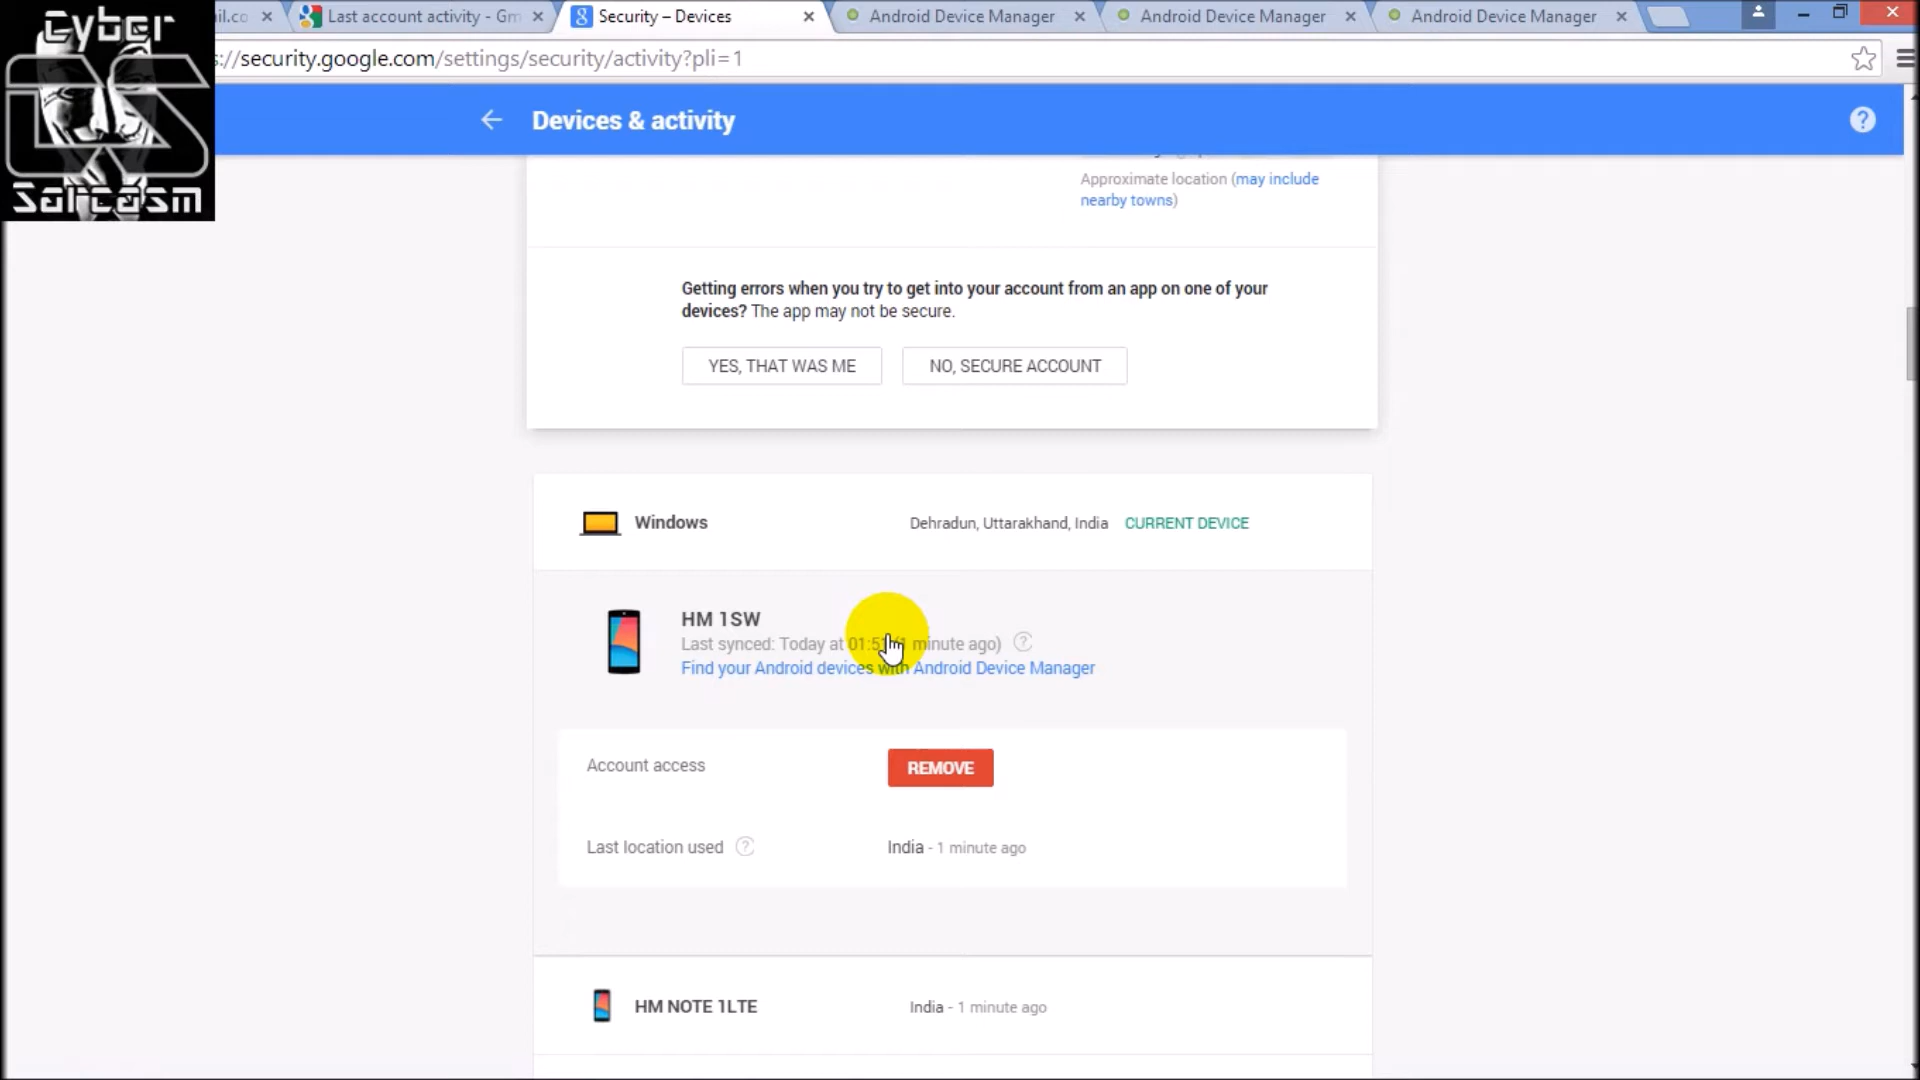 Cyber
Sarcasm
il.co
Last account activity - Gm
Security – Devices
Android Device Manager
Android Device Manager
Android Device Manager
://security.google.com/settings/security/activity?pli=1
Devices & activity
Approximate location (may include
nearby towns)
Getting errors when you try to get into your account from an app on one of your
devices? The app may not be secure.
YES, THAT WAS ME
NO, SECURE ACCOUNT
Windows
Dehradun, Uttarakhand, India
CURRENT DEVICE
HM 1SW
Last synced: Today at minute ago)
Find your Android devices with Android Device Manager
Account access
REMOVE
Last location used
India - 1 minute ago
HM NOTE 1LTE
India - 1 minute ago